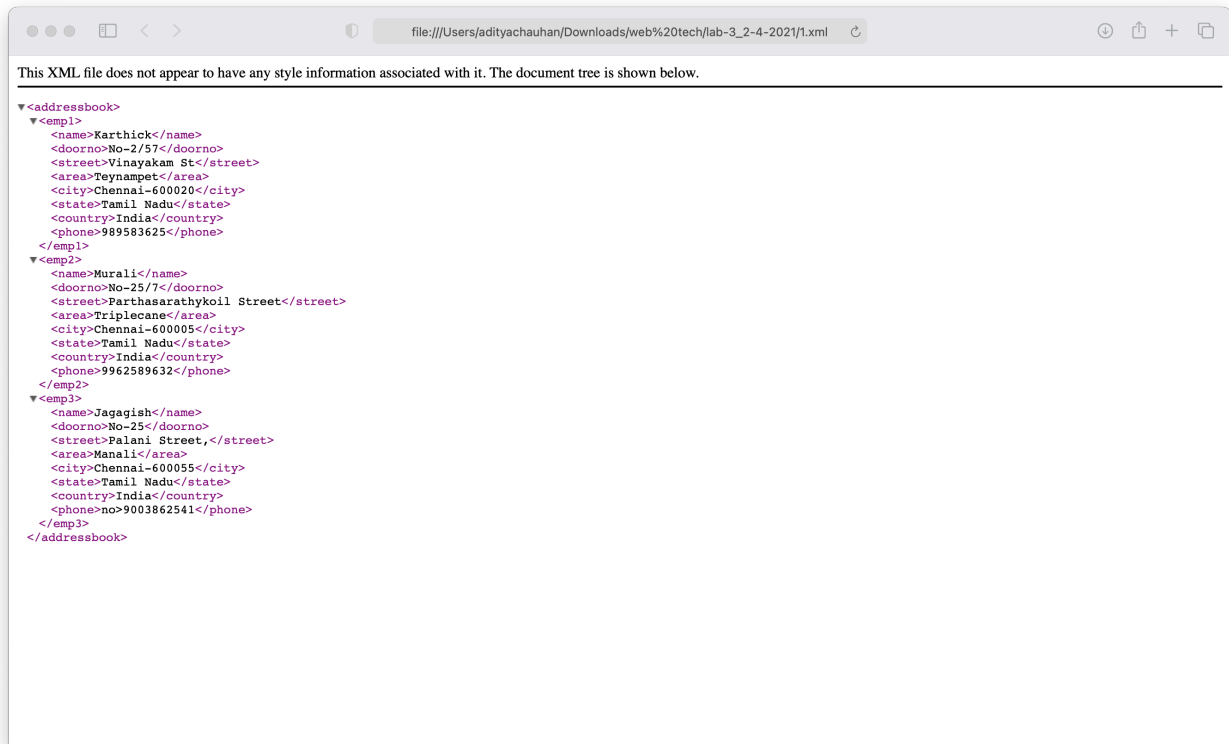 file:///Users/adityachauhan/Downloads/web%20tech/lab-3_2-4-2021/1.xml
This XML file does not appear to have any style information associated with it. The document tree is shown below.
▼<addressbook>
▼<emp1>
<name>Karthick</name>
<doorno>No-2/57</doorno>
<street>Vinayakam St</street>
<area>Teynampet</area>
<city>Chennai-600020</city>
<state>Tamil Nadu</state>
<country>India</country>
<phone>989583625</phone>
</emp1>
▼<emp2>
<name>Murali</name>
<doorno>No-25/7</doorno>
<street>Parthasarathykoil Street</street>
<area>Triplecane</area>
<city>Chennai-600005</city>
<state>Tamil Nadu</state>
<country>India</country>
<phone>9962589632</phone>
</emp2>
▼<emp3>
<name>Jagagish</name>
<doorno>No-25</doorno>
<street>Palani Street,</street>
<area>Manali</area>
<city>Chennai-600055</city>
<state>Tamil Nadu</state>
<country>India</country>
<phone>no>9003862541</phone>
</emp3>
</addressbook>